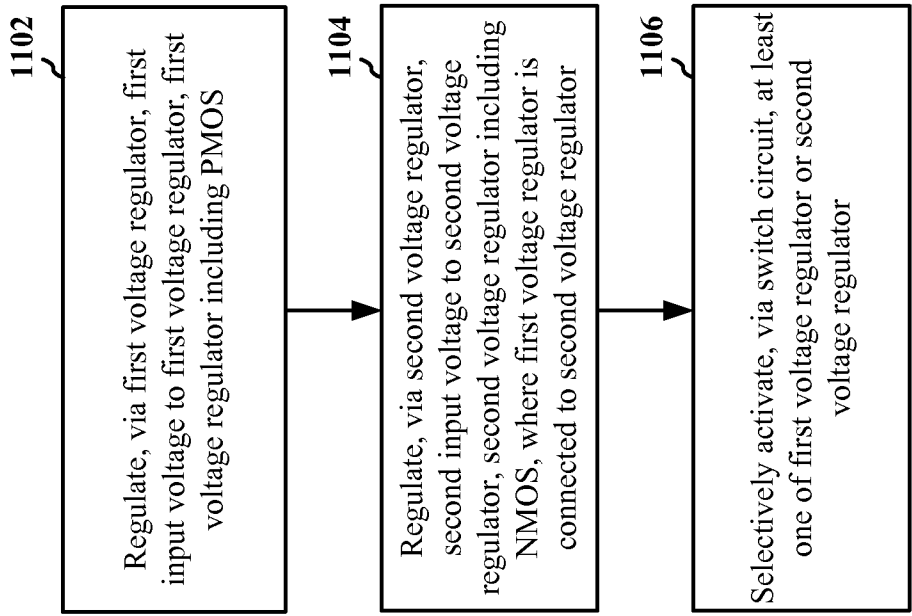 1102
Regulate, via first voltage regulator, first
input voltage to first voltage regulator, first
voltage regulator including PMOS
1104
Regulate, via second voltage regulator,
second input voltage to second voltage
regulator, second voltage regulator including
NMOS, where first voltage regulator is
connected to second voltage regulator
1106
Selectively activate, via switch circuit, at least
one of first voltage regulator or second
voltage regulator